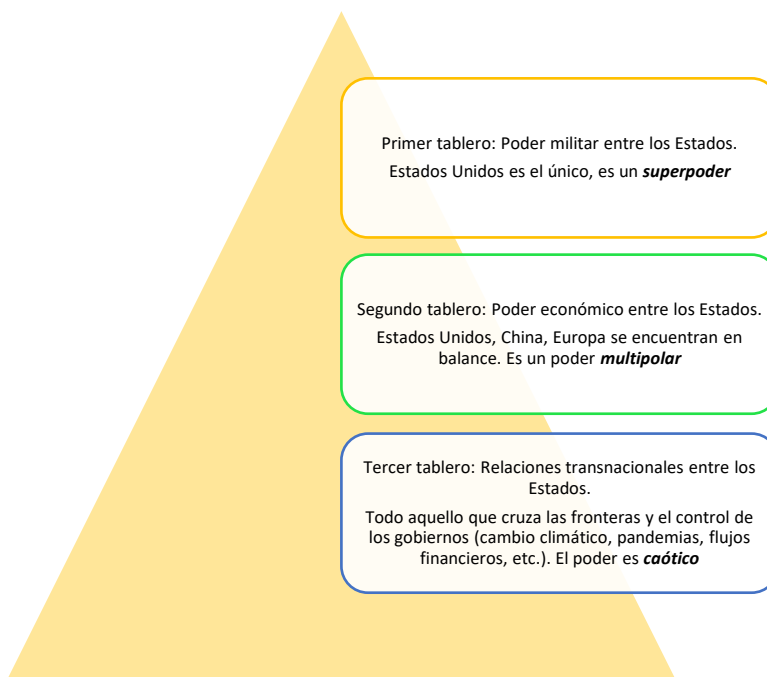 Primer tablero: Poder militar entre los Estados.
Estados Unidos es el único, es un superpoder
Segundo tablero: Poder económico entre los Estados.
Estados Unidos, China, Europa se encuentran en
balance. Es un poder multipolar
Tercer tablero: Relaciones transnacionales entre los
Estados.
Todo aquello que cruza las fronteras y el control de
los gobiernos (cambio climático, pandemias, flujos
financieros, etc.). El poder es caótico